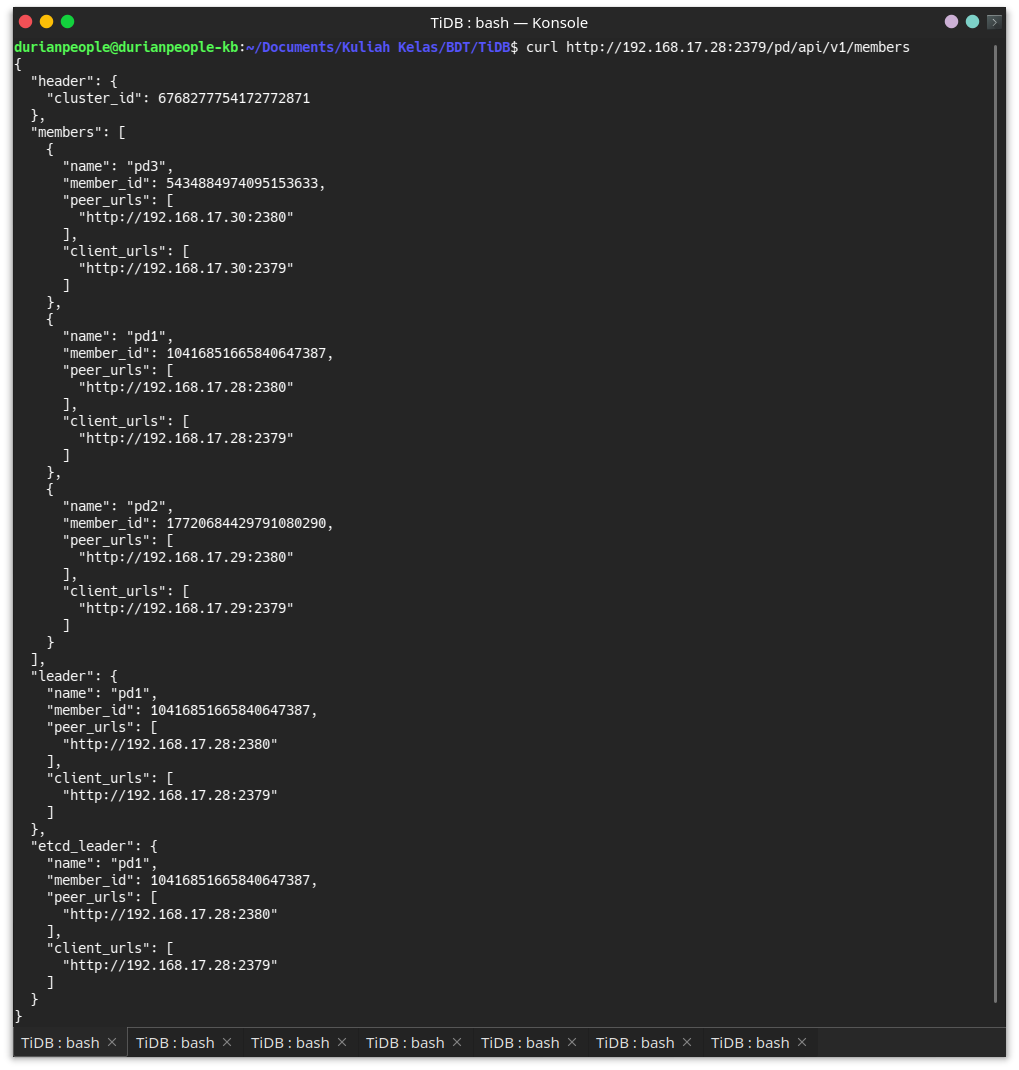 TiDB : bash — Konsole
durianpeople@durianpeople-kb:~/Documents/Kuliah Kelas/BDT/TiDB$ curl http://192.168.17.28:2379/pd/api/v1/members
{
  "header": {
    "cluster_id": 6768277754172772871
  },
  "members": [
    {
      "name": "pd3",
      "member_id": 5434884974095153633,
      "peer_urls": [
        "http://192.168.17.30:2380"
      ],
      "client_urls": [
        "http://192.168.17.30:2379"
      ]
    },
    {
      "name": "pd1",
      "member_id": 10416851665840647387,
      "peer_urls": [
        "http://192.168.17.28:2380"
      ],
      "client_urls": [
        "http://192.168.17.28:2379"
      ]
    },
    {
      "name": "pd2",
      "member_id": 17720684429791080290,
      "peer_urls": [
        "http://192.168.17.29:2380"
      ],
      "client_urls": [
        "http://192.168.17.29:2379"
      ]
    }
  ],
  "leader": {
    "name": "pd1",
    "member_id": 10416851665840647387,
    "peer_urls": [
      "http://192.168.17.28:2380"
    ],
    "client_urls": [
      "http://192.168.17.28:2379"
    ]
  },
  "etcd_leader": {
    "name": "pd1",
    "member_id": 10416851665840647387,
    "peer_urls": [
      "http://192.168.17.28:2380"
    ],
    "client_urls": [
      "http://192.168.17.28:2379"
    ]
  }
}
TiDB : bash × TiDB : bash × TiDB : bash × TiDB : bash × TiDB : bash × TiDB : bash × TiDB : bash ×